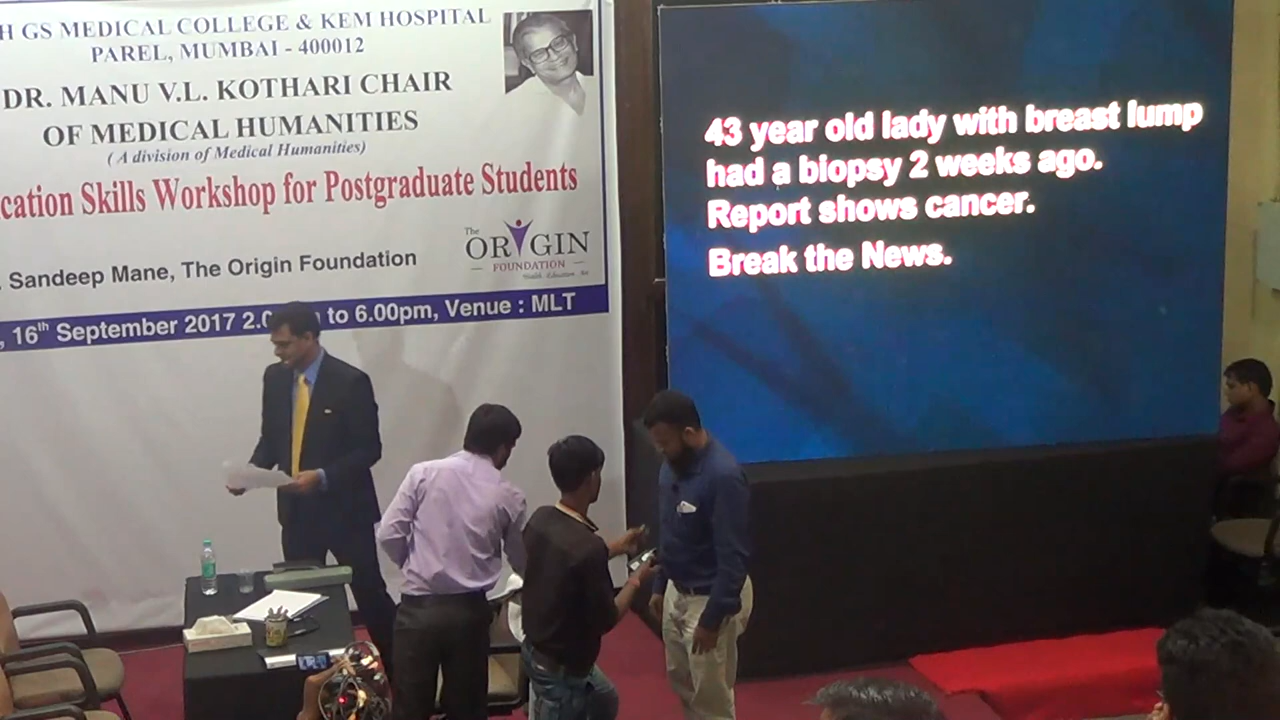 H GS MEDICAL COLLEGE & KEM HOSPITAL
PAREL, MUMBAI - 400012
DR. MANU V.L. KOTHARI CHAIR
OF MEDICAL HUMANITIES
( A division of Medical Humanities)
cation Skills Workshop for Postgraduate Students
Sandeep Mane, The Origin Foundation
The
ORIGIN
FOUNDATION
, 16th September 2017 2.0 to 6.00pm, Venue : MLT
43 year old lady with breast lump
had a biopsy 2 weeks ago.
Report shows cancer.
Break the News.